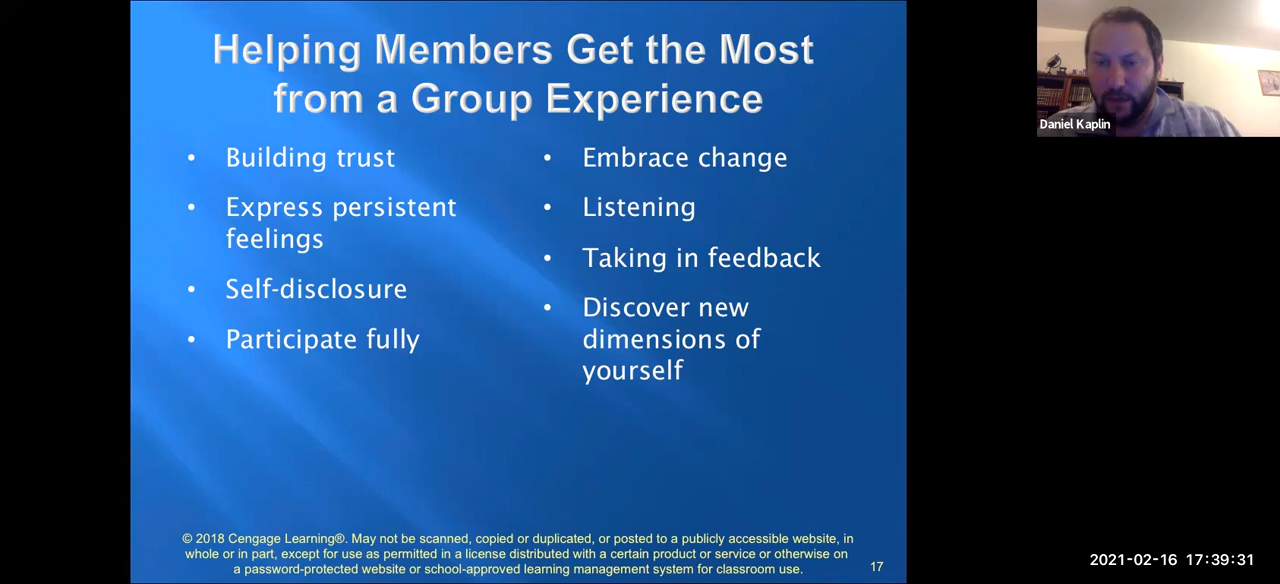 Helping Members Get the Most
from a Group Experience
• Building trust
• Express persistent
feelings
• Self-disclosure
• Participate fully
• Embrace change
• Listening
• Taking in feedback
• Discover new
dimensions of
yourself
© 2018 Cengage Learning®. May not be scanned, copied or duplicated, or posted to a publicly accessible website, in
whole or in part, except for use as permitted in a license distributed with a certain product or service or otherwise on
a password-protected website or school-approved learning management system for classroom use.
17
Daniel Kaplin
2021-02-16 17:39:31